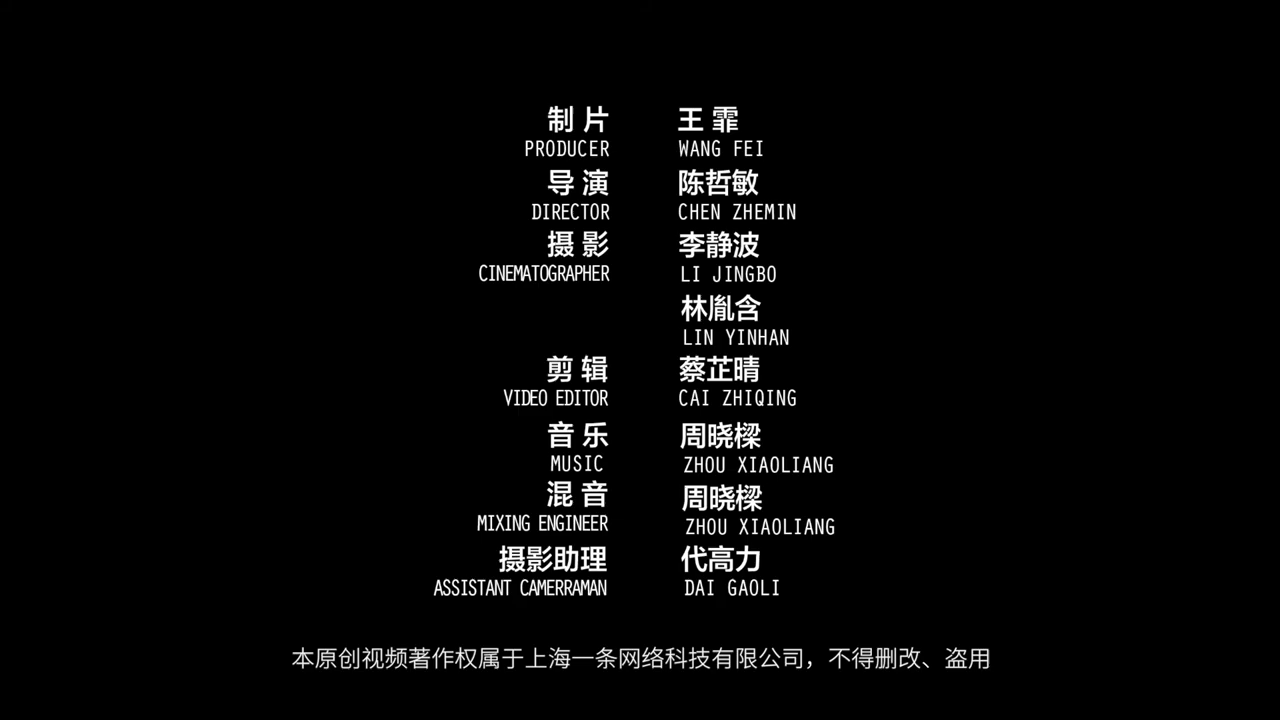 制片 王霏
PRODUCER WANG FEI
导演 陈哲敏
DIRECTOR CHEN ZHEMIN
摄影 李静波
CINEMATOGRAPHER LI JINGBO
林胤含
LIN YINHAN
剪辑 蔡芷晴
VIDEO EDITOR CAI ZHIQING
音乐 周晓樑
MUSIC ZHOU XIAOLIANG
混音 周晓樑
MIXING ENGINEER ZHOU XIAOLIANG
摄影助理 代高力
ASSISTANT CAMERRAMAN DAI GAOLI
本原创视频著作权属于上海一条网络科技有限公司，不得删改、盗用